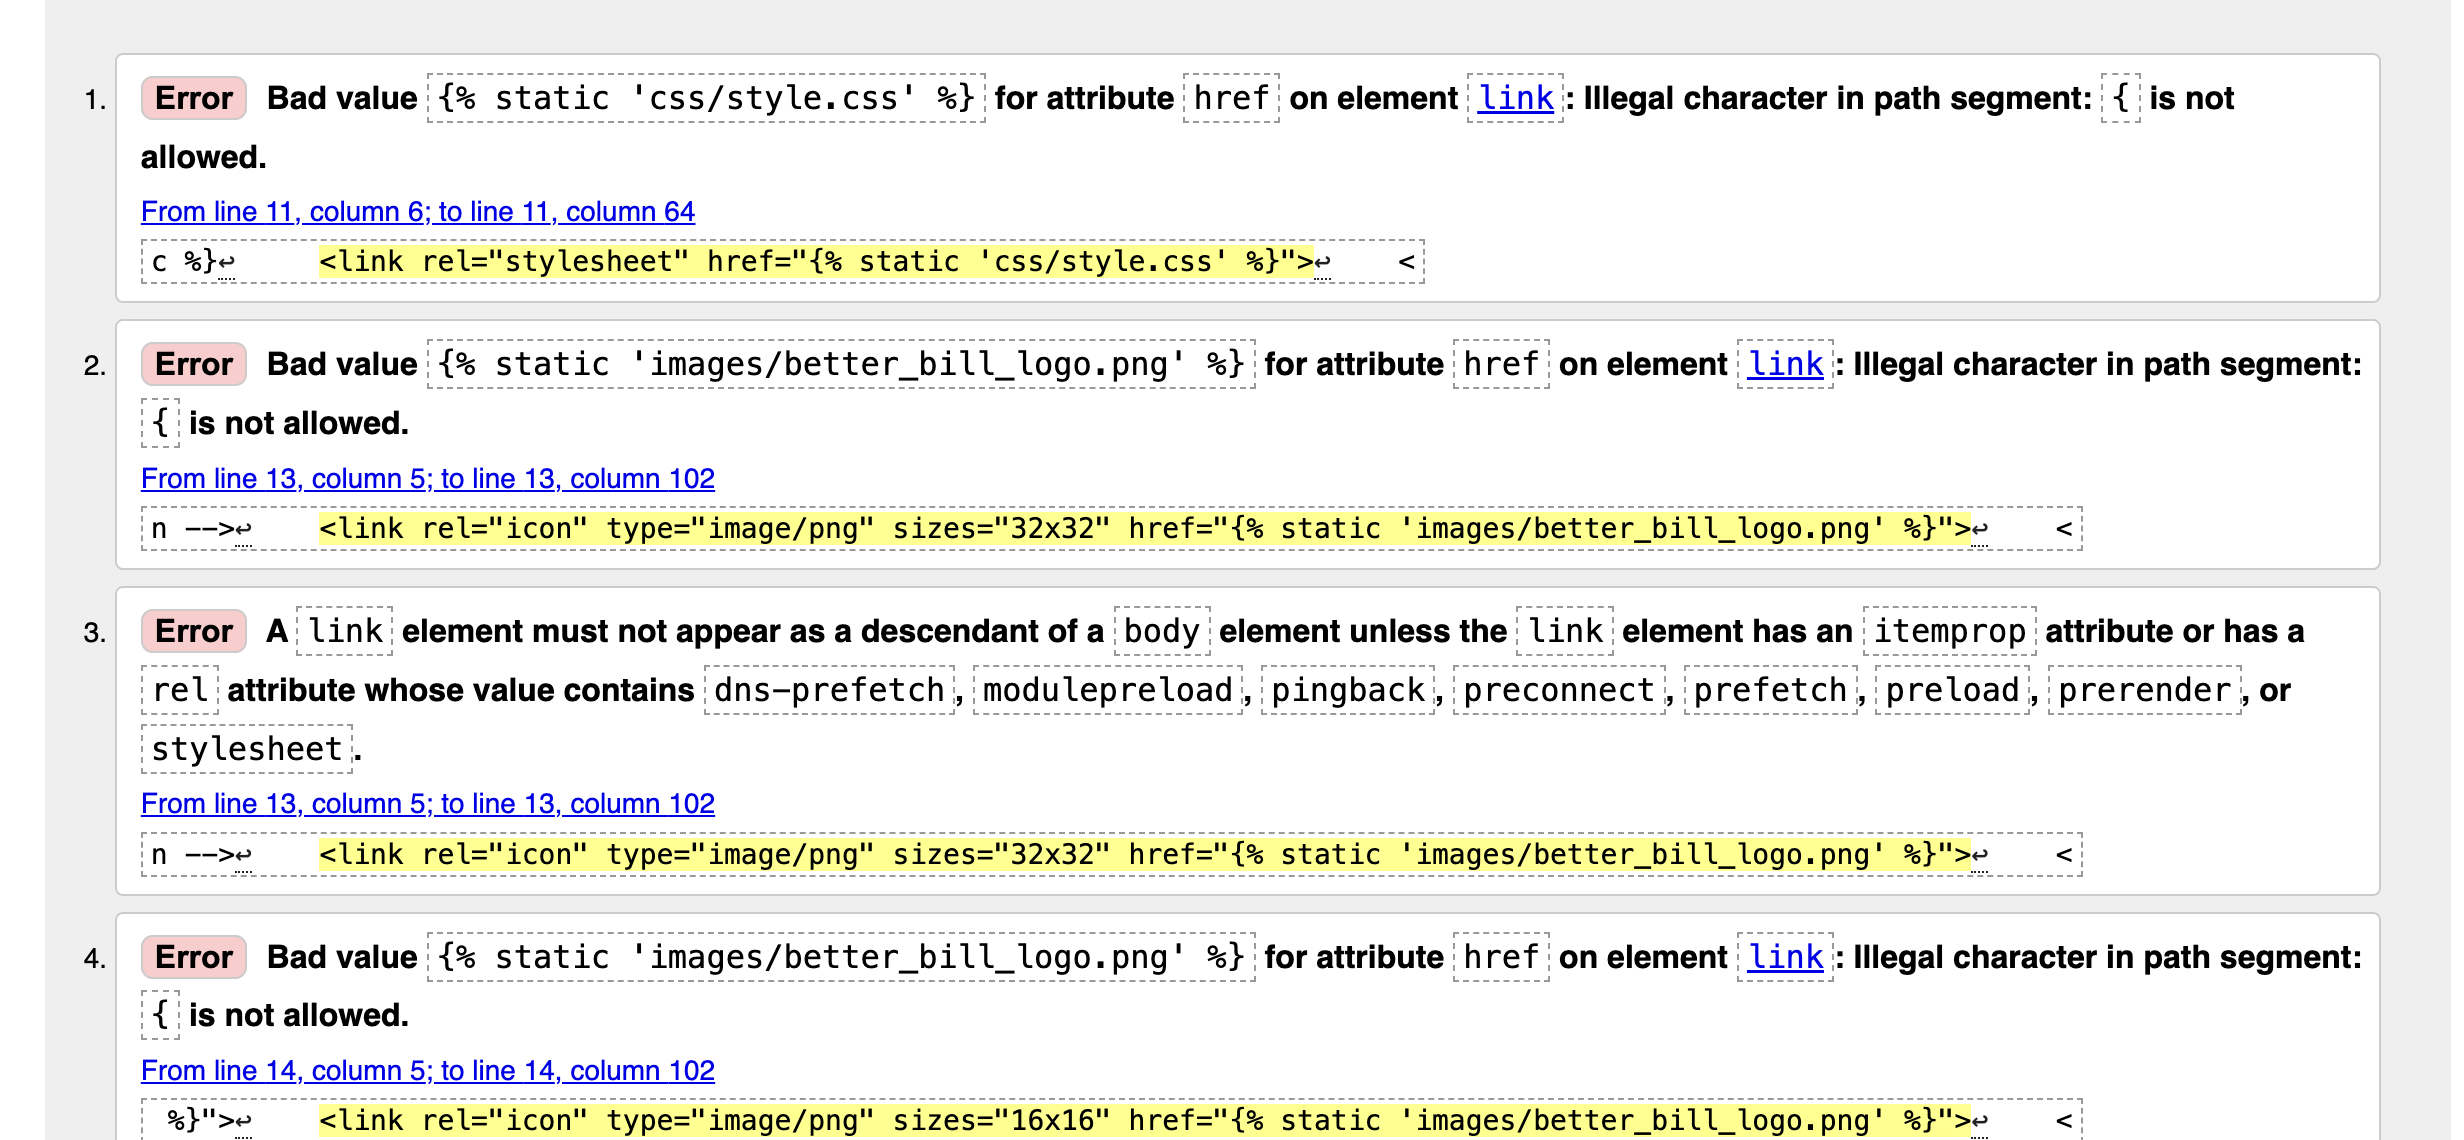 1. Error Bad value {% static 'css/style.css' %} for attribute href on element link: Illegal character in path segment: { is not
allowed.
From line 11, column 6; to line 11, column 64
c %}↩ <link rel="stylesheet" href="{% static 'css/style.css' %}">↩ <
2. Error Bad value {% static 'images/better_bill_logo.png' %} for attribute href on element link: Illegal character in path segment:
{ is not allowed.
From line 13, column 5; to line 13, column 102
n -->↩ <link rel="icon" type="image/png" sizes="32x32" href="{% static 'images/better_bill_logo.png' %}">↩ <
3. Error A link element must not appear as a descendant of a body element unless the link element has an itemprop attribute or has a
rel attribute whose value contains dns-prefetch, modulepreload, pingback, preconnect, prefetch, preload, prerender, or
stylesheet.
From line 13, column 5; to line 13, column 102
n -->↩ <link rel="icon" type="image/png" sizes="32x32" href="{% static 'images/better_bill_logo.png' %}">↩ <
4. Error Bad value {% static 'images/better_bill_logo.png' %} for attribute href on element link: Illegal character in path segment:
{ is not allowed.
From line 14, column 5; to line 14, column 102
%}">↩ <link rel="icon" type="image/png" sizes="16x16" href="{% static 'images/better_bill_logo.png' %}">↩ <